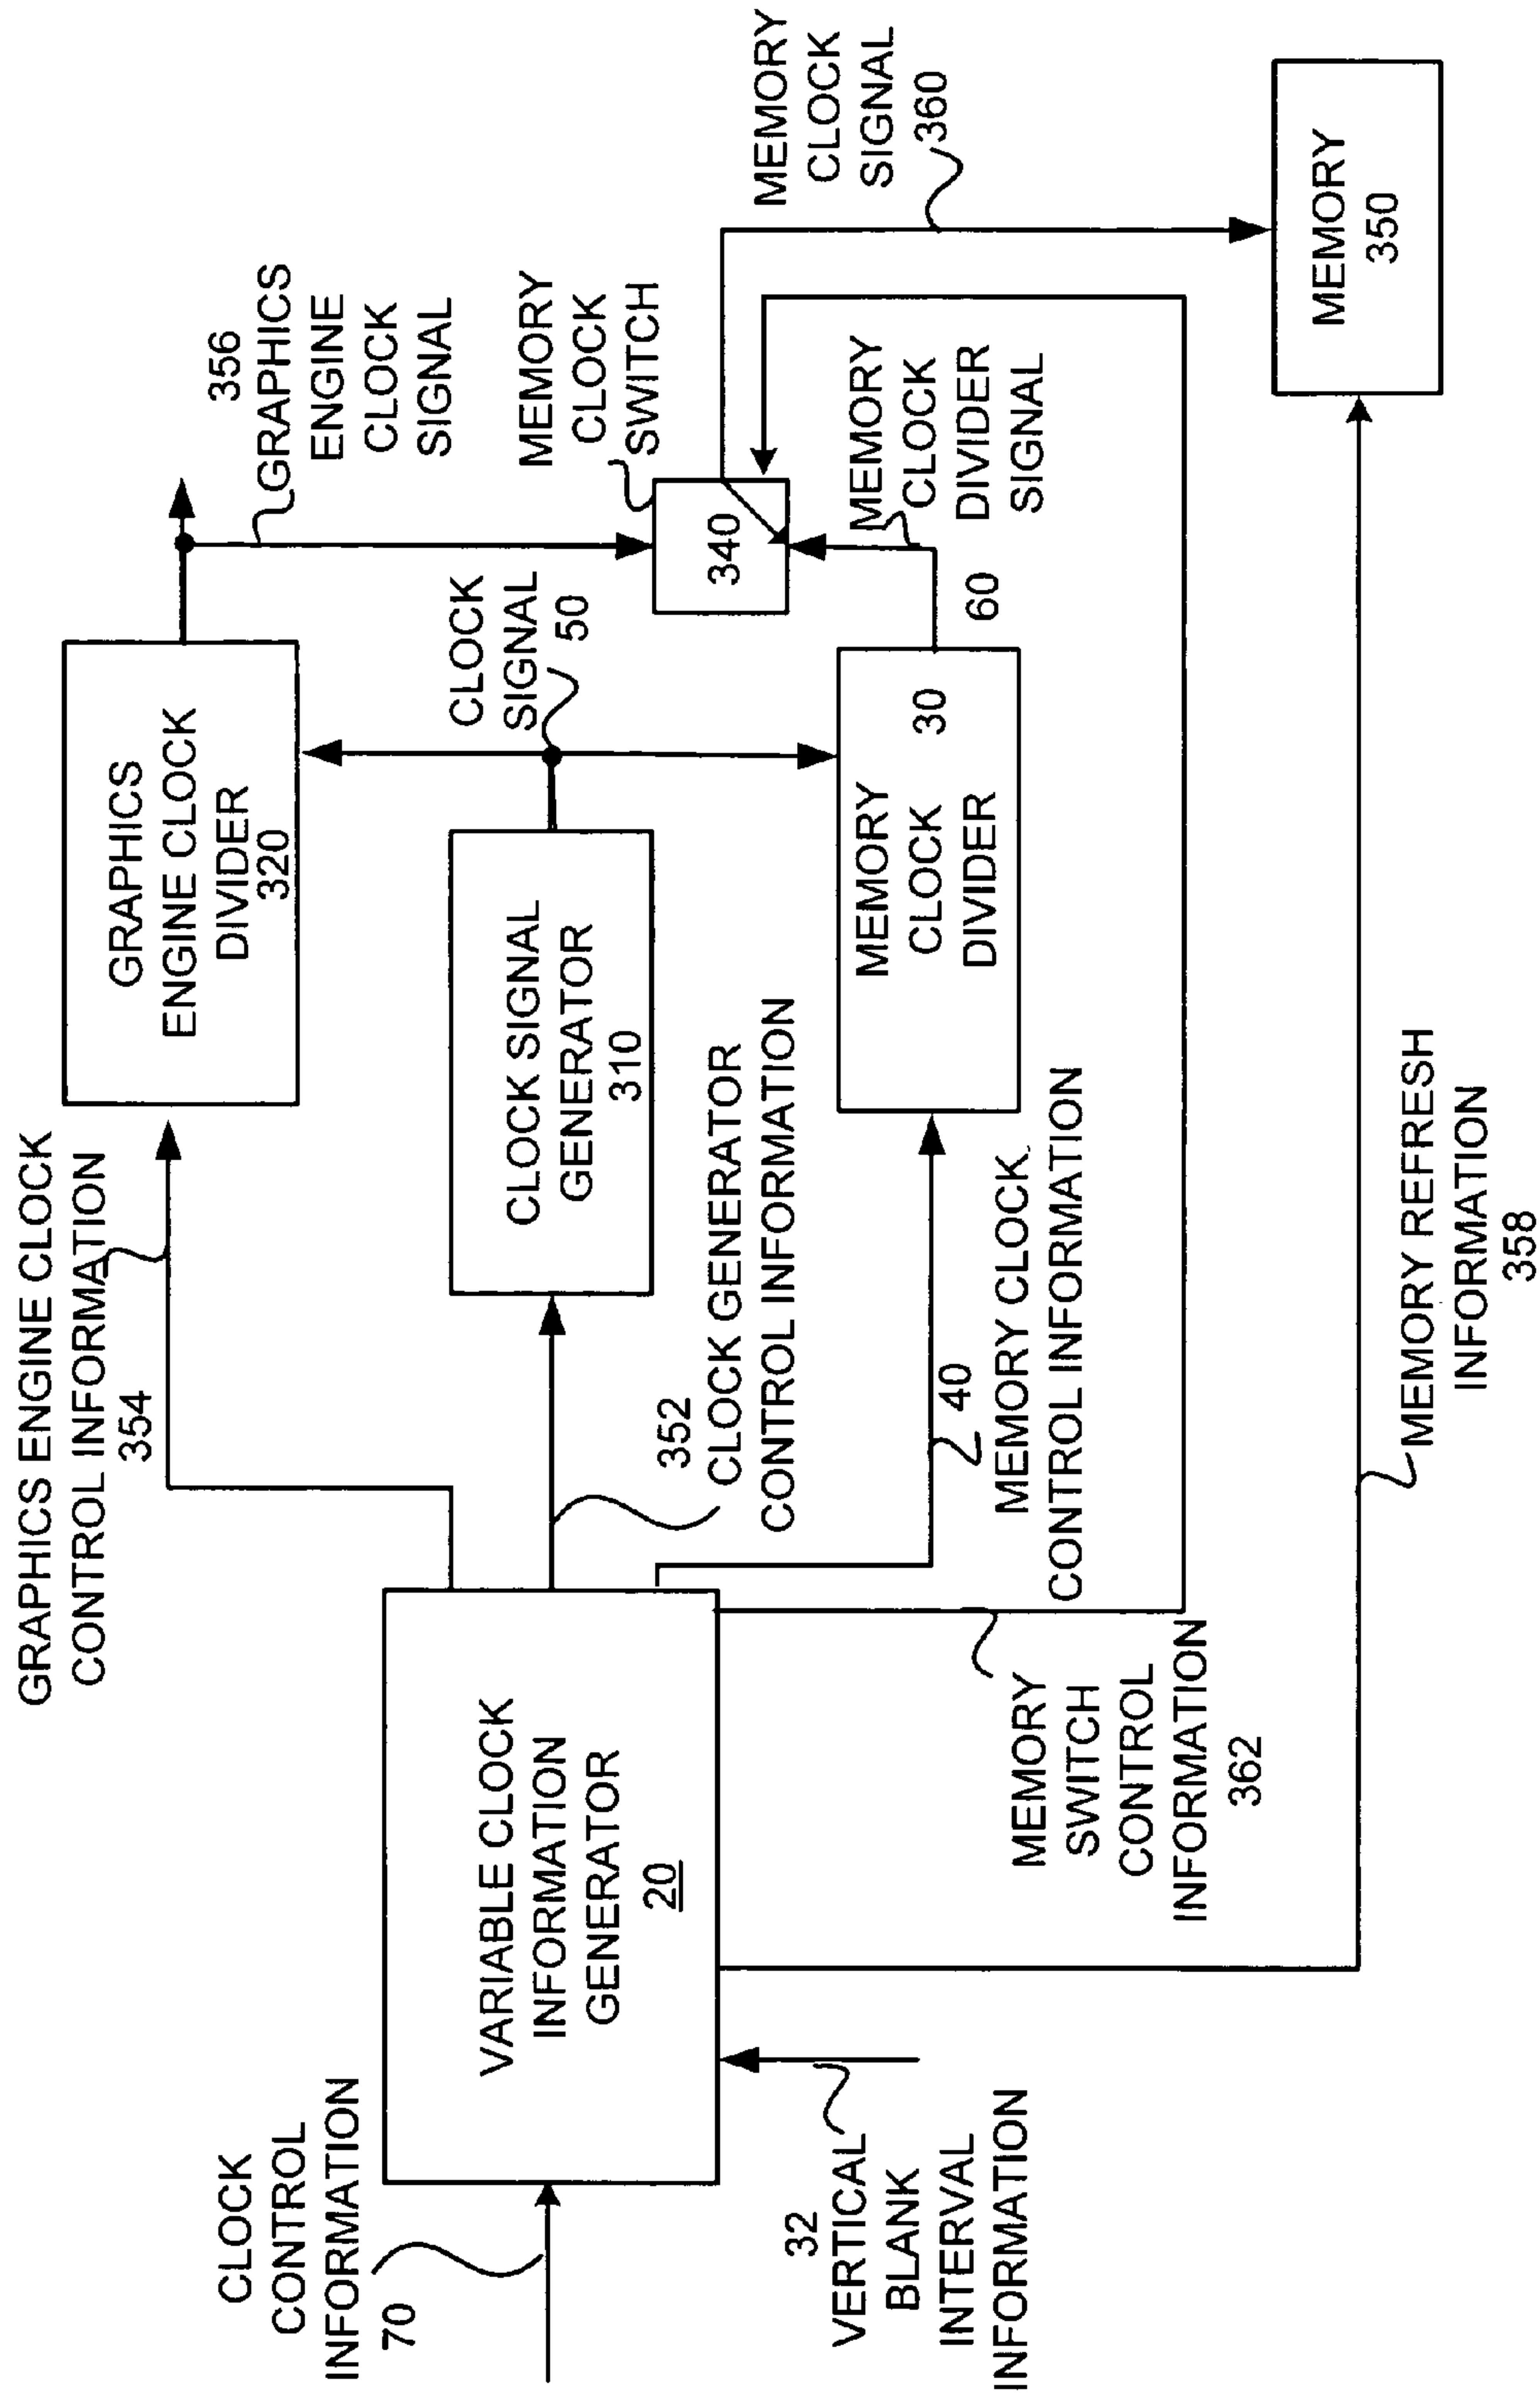 GRAPHICS ENGINE CLOCK
CONTROL INFORMATION
354
GRAPHICS
ENGINE CLOCK
DIVIDER
320
356
GRAPHICS
ENGINE
CLOCK
SIGNAL
CLOCK
CONTROL
INFORMATION
70
VARIABLE CLOCK
INFORMATION
GENERATOR
20
32
VERTICAL
BLANK
INTERVAL
INFORMATION
CLOCK SIGNAL
GENERATOR
310
352
CLOCK GENERATOR
CONTROL INFORMATION
CLOCK
SIGNAL
50
MEMORY
CLOCK
SWITCH
340
MEMORY
CLOCK
SIGNAL
360
MEMORY
CLOCK
DIVIDER
30
40
MEMORY CLOCK
CONTROL INFORMATION
60
MEMORY
CLOCK
DIVIDER
SIGNAL
MEMORY
SWITCH
CONTROL
INFORMATION
362
MEMORY
350
MEMORY REFRESH
INFORMATION
358